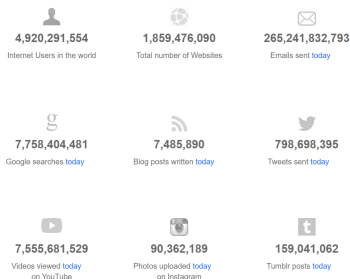 4,920,291,554
Internet Users in the world
1,859,476,090
Total number of Websites
265,241,832,793
Emails sent today
g
7,758,404,481
Google searches today
7,485,890
Blog posts written today
798,698,395
Tweets sent today
7,555,681,529
Videos viewed today
on YouTube
90,362,189
Photos uploaded today
on Instagram
t
159,041,062
Tumblr posts today